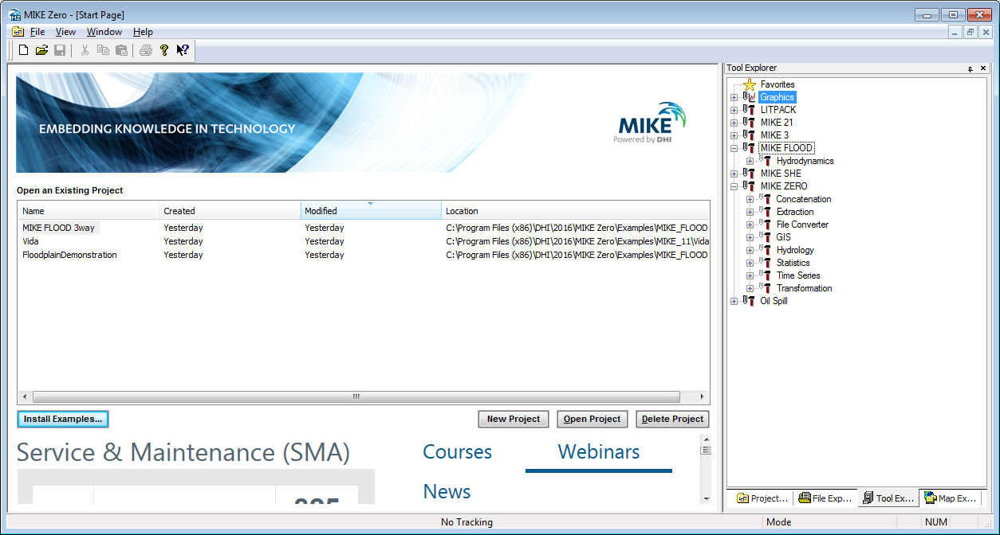 MIKE Zero - [Start Page]
File View Window Help
EMBEDDING KNOWLEDGE IN TECHNOLOGY
MIKE
Powered by DHI
Open an Existing Project
Name Created Modified Location
MIKE FLOOD 3way Yesterday Yesterday C:\Program Files (x86)\DHI\2016\MIKE Zero\Examples\MIKE_FLOOD
Vida Yesterday Yesterday C:\Program Files (x86)\DHI\2016\MIKE Zero\Examples\MIKE_11\Vida
FloodplainDemonstration Yesterday Yesterday C:\Program Files (x86)\DHI\2016\MIKE Zero\Examples\MIKE_FLOOD
Install Examples... New Project Open Project Delete Project
Service & Maintenance (SMA)
Courses Webinars
News
Tool Explorer
Favorites
Graphics
LITPACK
MIKE 21
MIKE 3
MIKE FLOOD
Hydrodynamics
MIKE SHE
MIKE ZERO
Concatenation
Extraction
File Converter
GIS
Hydrology
Statistics
Time Series
Transformation
Oil Spill
Project... File Exp... Tool Ex... Map Ex...
No Tracking Mode NUM